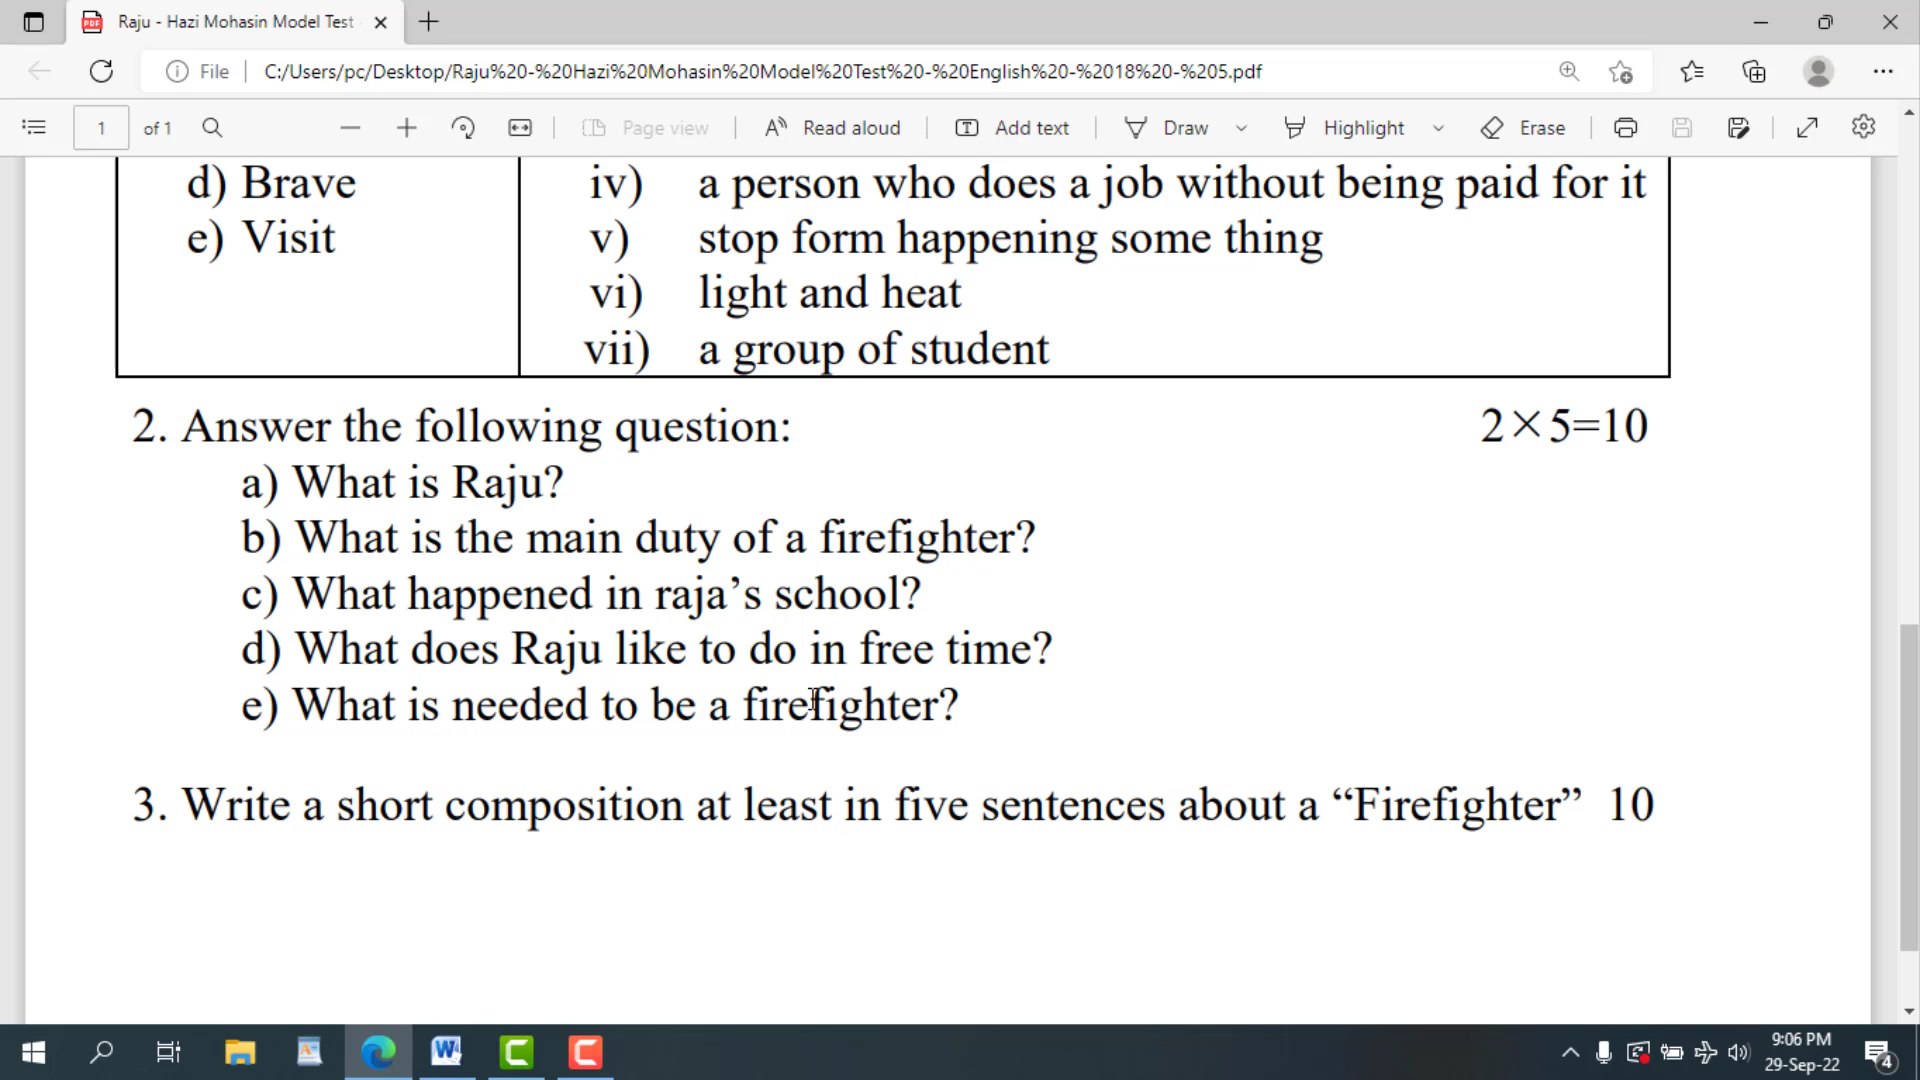 Raju - Hazi Mohasin Model Test
File
C:/Users/pc/Desktop/Raju%20-%20Hazi%20Mohasin%20Model%20Test%20-%20English%20-%2018%20-%205.pdf
1 of 1
Page view
Read aloud
Add text
Draw
Highlight
Erase
d) Brave iv) a person who does a job without being paid for it
e) Visit v) stop form happening some thing
vi) light and heat
vii) a group of student
2. Answer the following question: 2×5=10
a) What is Raju?
b) What is the main duty of a firefighter?
c) What happened in raja’s school?
d) What does Raju like to do in free time?
e) What is needed to be a firefighter?
3. Write a short composition at least in five sentences about a “Firefighter” 10
9:06 PM
29-Sep-22
4